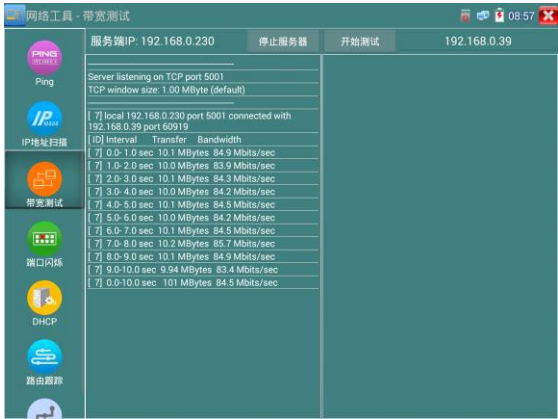 网络工具 - 带宽测试
08:57
服务端IP: 192.168.0.230
停止服务器
开始测试
192.168.0.39
PING
Ping
IP
IP地址扫描
带宽测试
端口闪烁
DHCP
路由跟踪
Server listening on TCP port 5001
TCP window size: 1.00 MByte (default)
[ 7] local 192.168.0.230 port 5001 connected with
192.168.0.39 port 60919
[ ID] Interval Transfer Bandwidth
[ 7] 0.0- 1.0 sec 10.1 MBytes 84.9 Mbits/sec
[ 7] 1.0- 2.0 sec 10.0 MBytes 83.9 Mbits/sec
[ 7] 2.0- 3.0 sec 10.1 MBytes 84.3 Mbits/sec
[ 7] 3.0- 4.0 sec 10.0 MBytes 84.2 Mbits/sec
[ 7] 4.0- 5.0 sec 10.1 MBytes 84.5 Mbits/sec
[ 7] 5.0- 6.0 sec 10.0 MBytes 84.2 Mbits/sec
[ 7] 6.0- 7.0 sec 10.1 MBytes 84.5 Mbits/sec
[ 7] 7.0- 8.0 sec 10.2 MBytes 85.7 Mbits/sec
[ 7] 8.0- 9.0 sec 10.1 MBytes 84.9 Mbits/sec
[ 7] 9.0-10.0 sec 9.94 MBytes 83.4 Mbits/sec
[ 7] 0.0-10.0 sec 101 MBytes 84.5 Mbits/sec